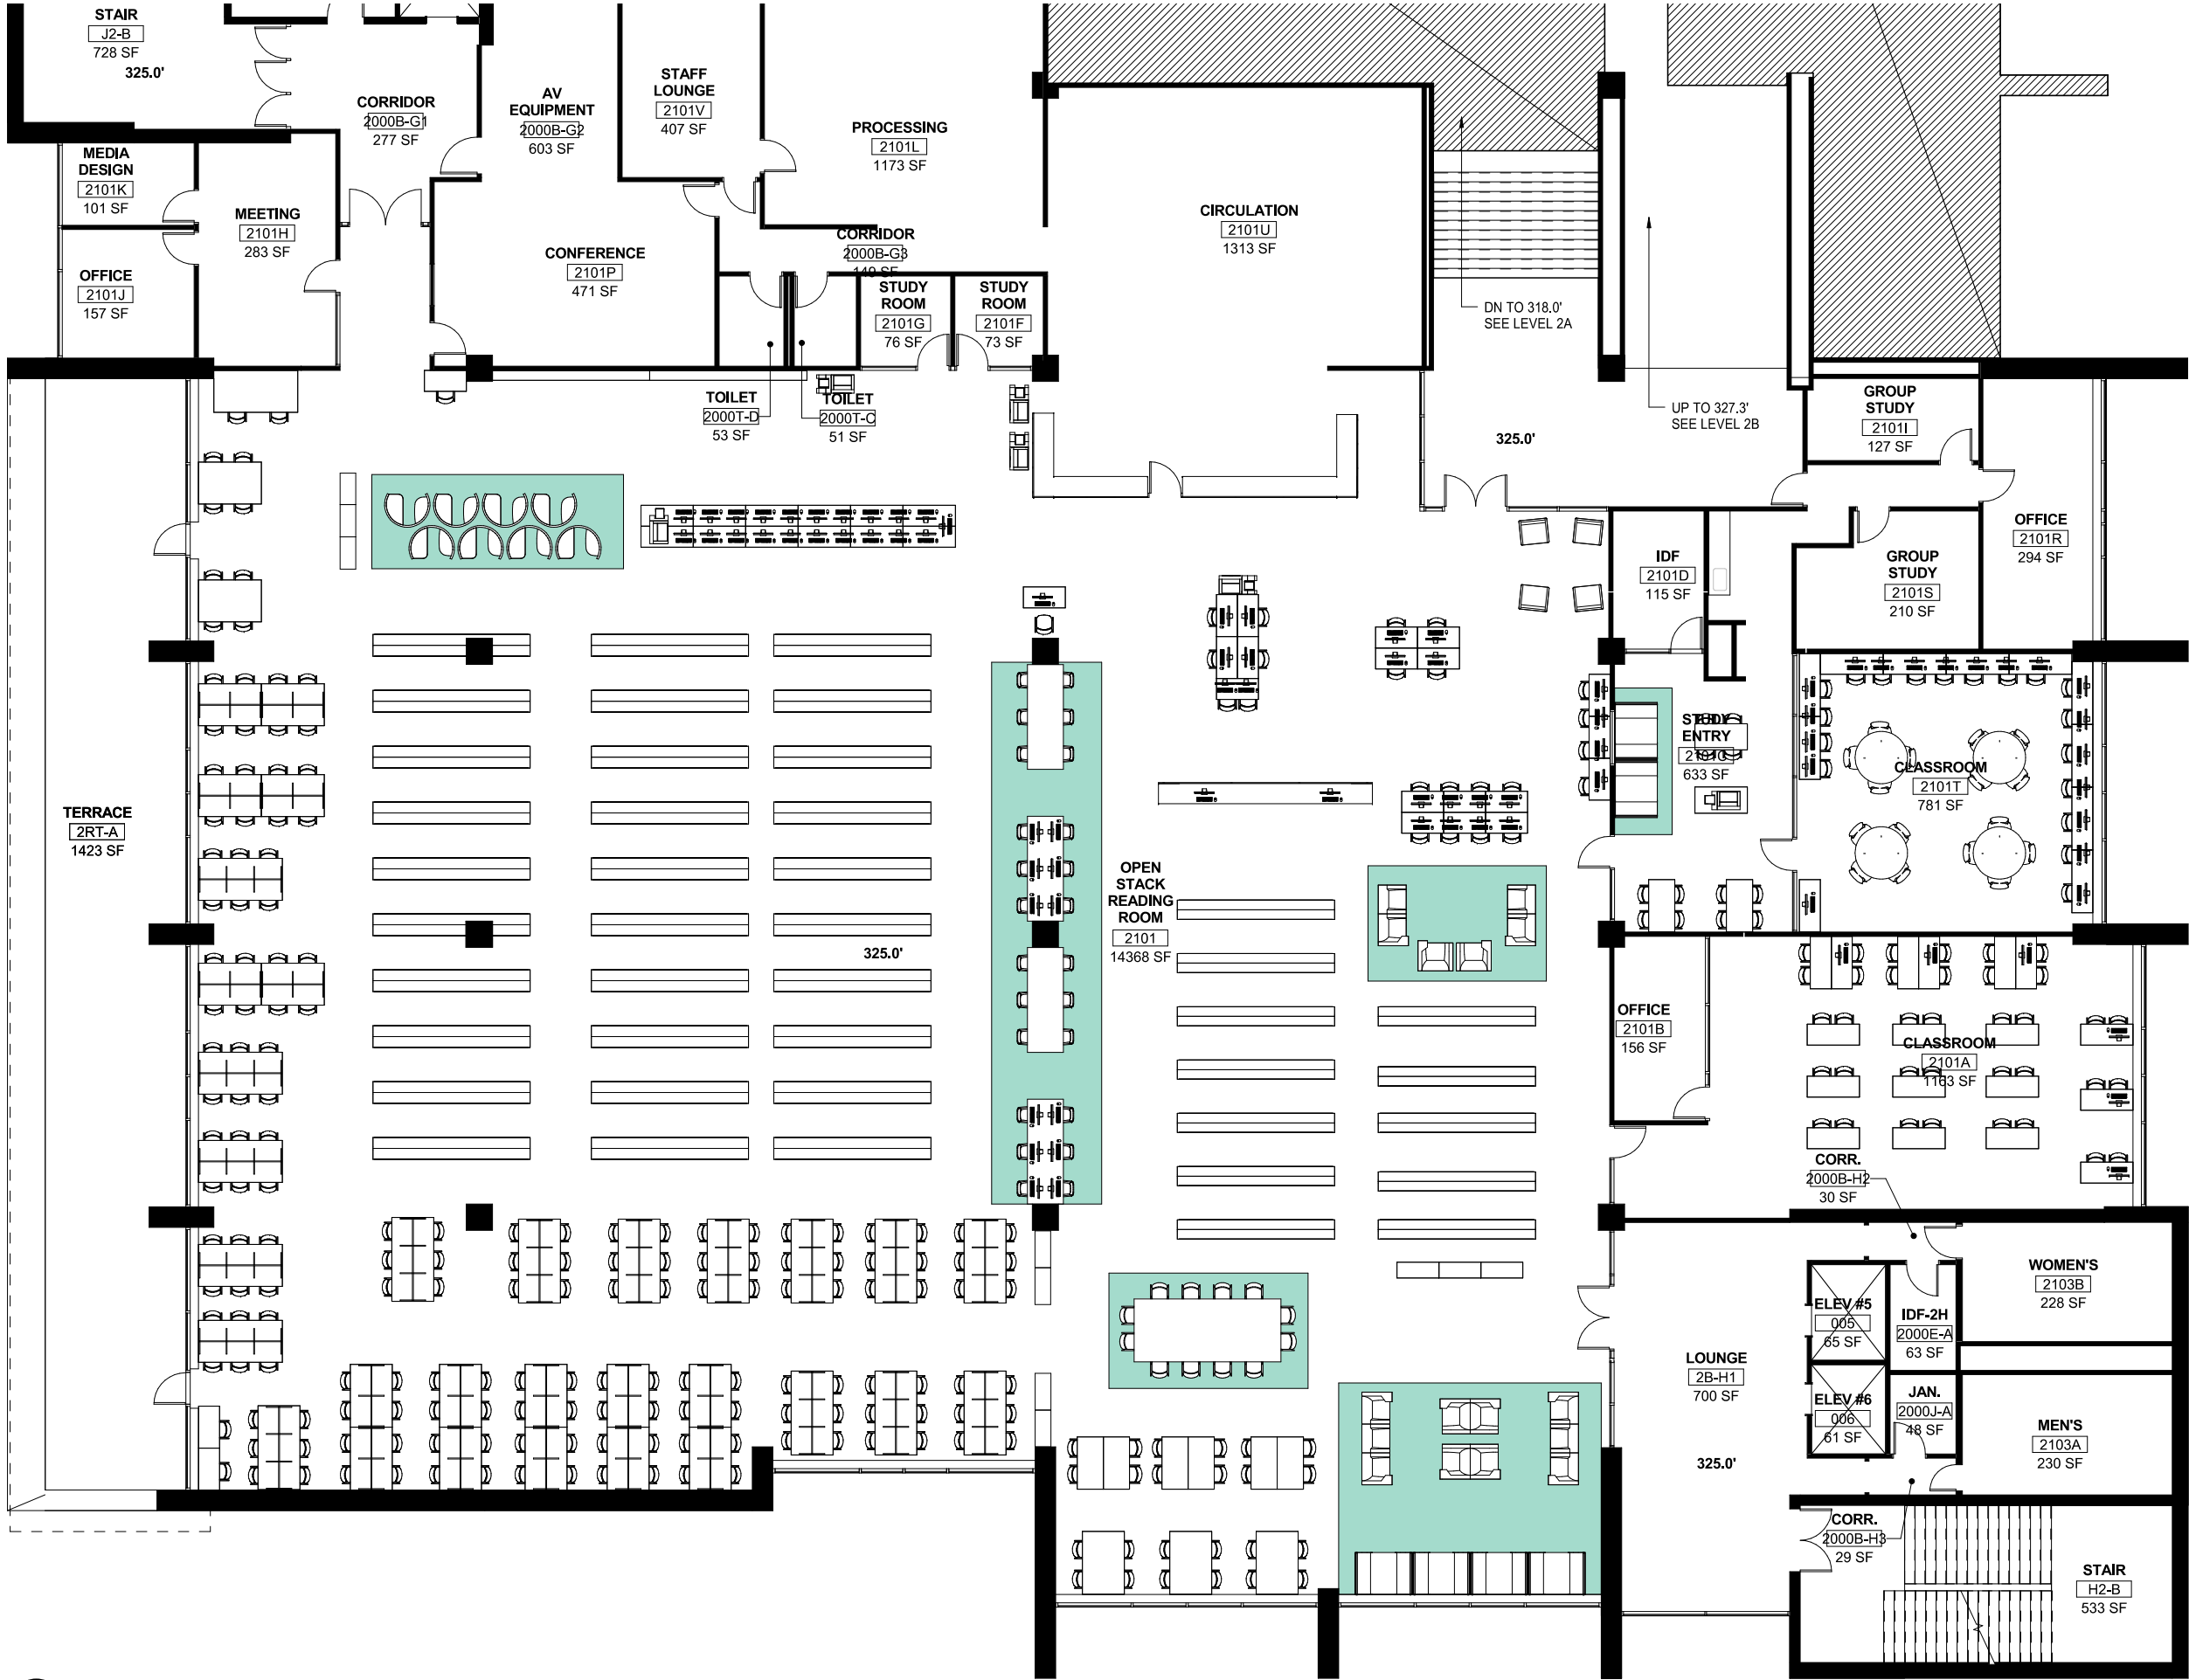 STAIR
J2-B
728 SF
325.0'
CORRIDOR
2000B-G1
277 SF
AV
EQUIPMENT
2000B-G2
603 SF
STAFF
LOUNGE
2101V
407 SF
PROCESSING
2101L
1173 SF
MEDIA
DESIGN
2101K
101 SF
MEETING
2101H
283 SF
OFFICE
2101J
157 SF
CONFERENCE
2101P
471 SF
CORRIDOR
2000B-G3
149 SF
STUDY
ROOM
2101G
76 SF
STUDY
ROOM
2101F
73 SF
CIRCULATION
2101U
1313 SF
DN TO 318.0'
SEE LEVEL 2A
UP TO 327.3'
SEE LEVEL 2B
325.0'
TOILET
2000T-D
53 SF
TOILET
2000T-C
51 SF
GROUP
STUDY
2101I
127 SF
OFFICE
2101R
294 SF
IDF
2101D
115 SF
GROUP
STUDY
2101S
210 SF
STUDY
ENTRY
2101C
633 SF
CLASSROOM
2101T
781 SF
TERRACE
2RT-A
1423 SF
OPEN
STACK
READING
ROOM
2101
14368 SF
325.0'
OFFICE
2101B
156 SF
CLASSROOM
2101A
1163 SF
CORR.
2000B-H2
30 SF
WOMEN'S
2103B
228 SF
ELEV #5
005
65 SF
IDF-2H
2000E-A
63 SF
LOUNGE
2B-H1
700 SF
ELEV #6
006
61 SF
JAN.
2000J-A
48 SF
MEN'S
2103A
230 SF
325.0'
CORR.
2000B-H3
29 SF
STAIR
H2-B
533 SF